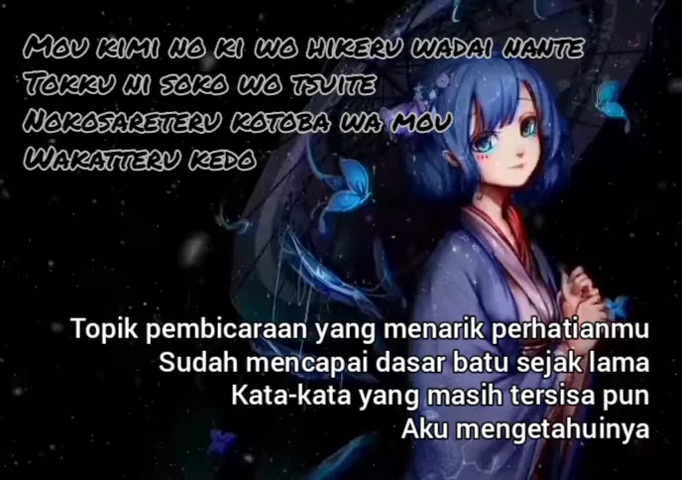 Mou kimi no ki wo hikeru wadai nante
Tokku ni soko wo tsuite
Nokosareteru kotoba wa mou
Wakatteru kedo
Topik pembicaraan yang menarik perhatianmu
Sudah mencapai dasar batu sejak lama
Kata-kata yang masih tersisa pun
Aku mengetahuinya